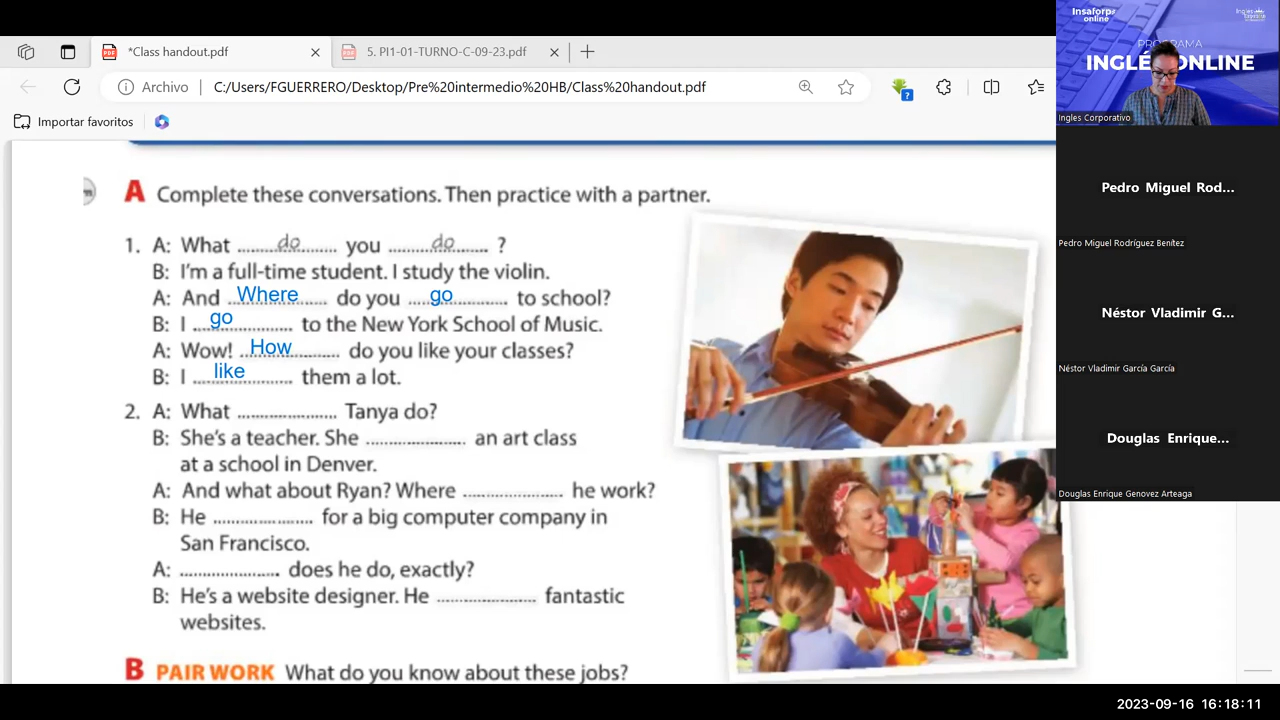 Insaforp
online
PROGRAMA
INGLÉS ONLINE
Ingles Corporativo
*Class handout.pdf
5. PI1-01-TURNO-C-09-23.pdf
Archivo C:/Users/FGUERRERO/Desktop/Pre%20intermedio%20HB/Class%20handout.pdf
?
Importar favoritos
A Complete these conversations. Then practice with a partner.
1. A: What do you do ?
B: I'm a full-time student. I study the violin.
A: And Where do you go to school?
B: I go to the New York School of Music.
A: Wow! How do you like your classes?
B: I like them a lot.
2. A: What .................... Tanya do?
B: She's a teacher. She .................... an art class
at a school in Denver.
A: And what about Ryan? Where .................... he work?
B: He .................... for a big computer company in
San Francisco.
A: .................... does he do, exactly?
B: He's a website designer. He .................... fantastic
websites.
B PAIR WORK What do you know about these jobs?
Pedro Miguel Rod...
Pedro Miguel Rodríguez Benítez
Néstor Vladimir G...
Néstor Vladimir García García
Douglas Enrique...
Douglas Enrique Genovez Arteaga
2023-09-16 16:18:11